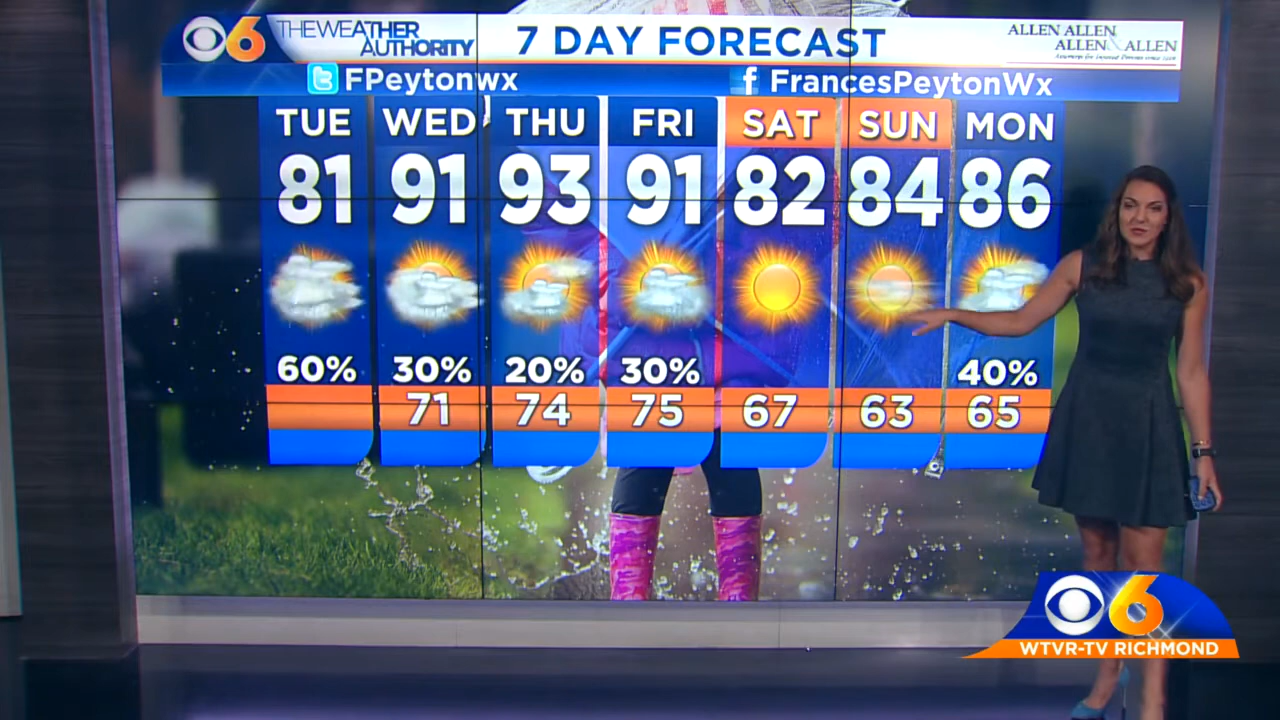 6 THE WEATHER AUTHORITY
7 DAY FORECAST
ALLEN ALLEN
ALLEN & ALLEN
FPeytonwx
f FrancesPeytonWx
TUE WED THU FRI SAT SUN MON
81 91 93 91 82 84 86
60% 30% 20% 30% 40%
71 74 75 67 63 65
6
WTVR-TV RICHMOND